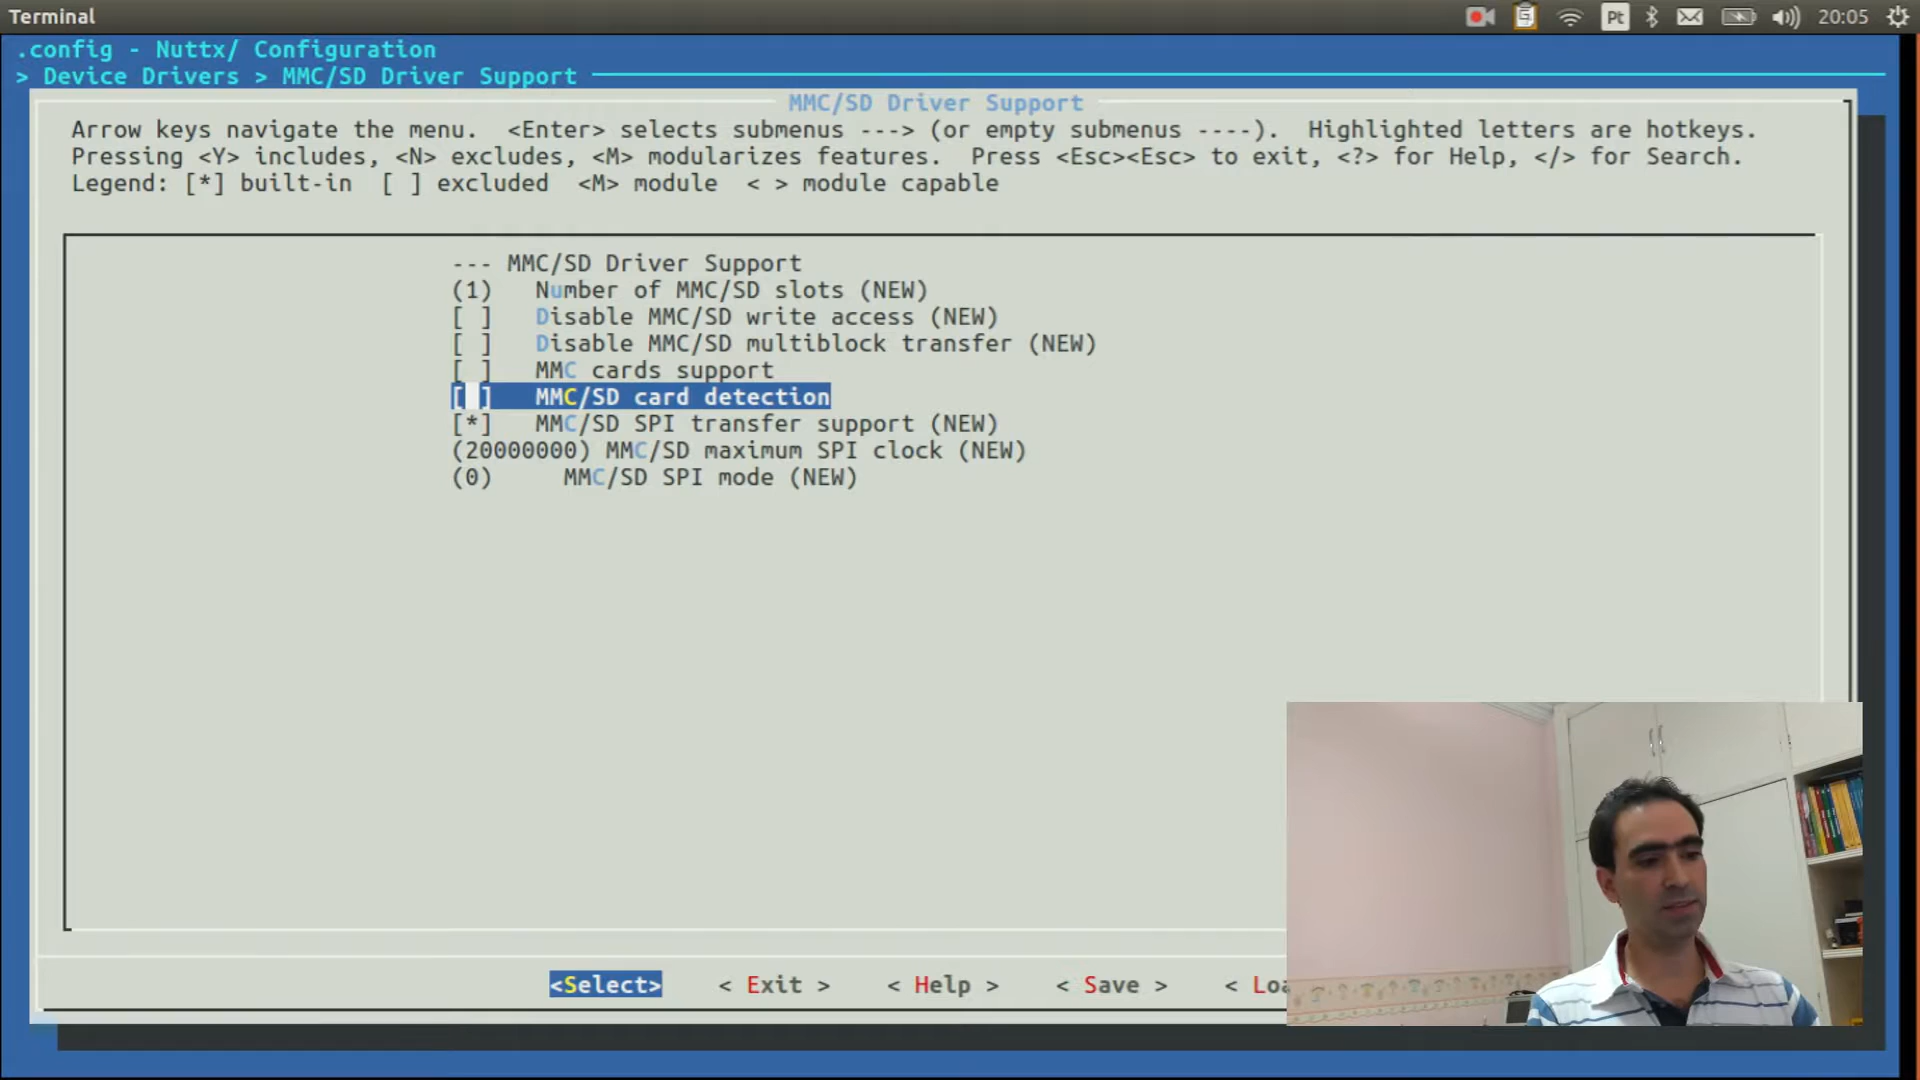 Terminal
Pt
20:05
.config - Nuttx/ Configuration
> Device Drivers > MMC/SD Driver Support
MMC/SD Driver Support
Arrow keys navigate the menu.  <Enter> selects submenus ---> (or empty submenus ----).  Highlighted letters are hotkeys.
Pressing <Y> includes, <N> excludes, <M> modularizes features.  Press <Esc><Esc> to exit, <?> for Help, </> for Search.
Legend: [*] built-in  [ ] excluded  <M> module  < > module capable
--- MMC/SD Driver Support
(1)   Number of MMC/SD slots (NEW)
[ ]   Disable MMC/SD write access (NEW)
[ ]   Disable MMC/SD multiblock transfer (NEW)
[ ]   MMC cards support
[ ]   MMC/SD card detection
[*]   MMC/SD SPI transfer support (NEW)
(20000000) MMC/SD maximum SPI clock (NEW)
(0)     MMC/SD SPI mode (NEW)
<Select>    < Exit >    < Help >    < Save >    < Loa